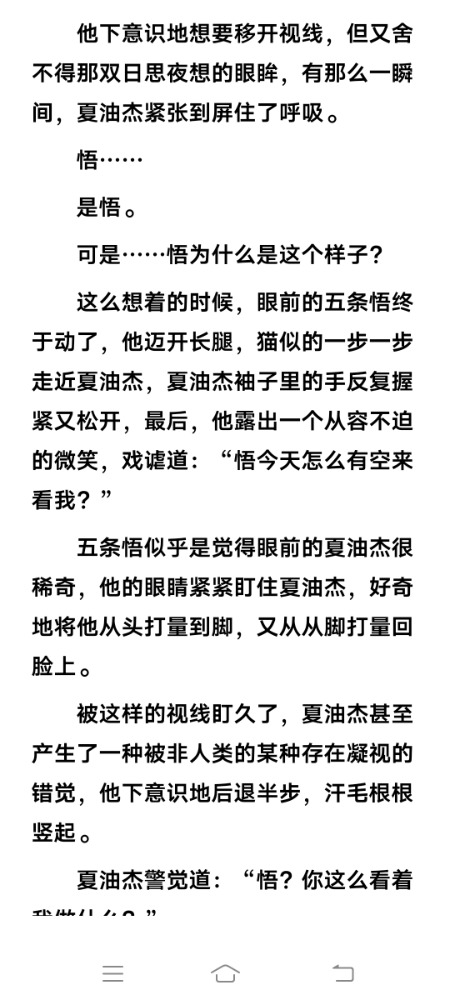 他下意识地想要移开视线，但又舍
不得那双日思夜想的眼眸，有那么一瞬
间，夏油杰紧张到屏住了呼吸。
悟……
是悟。
可是……悟为什么是这个样子？
这么想着的时候，眼前的五条悟终
于动了，他迈开长腿，猫似的一步一步
走近夏油杰，夏油杰袖子里的手反复握
紧又松开，最后，他露出一个从容不迫
的微笑，戏谑道：“悟今天怎么有空来
看我？”
五条悟似乎是觉得眼前的夏油杰很
稀奇，他的眼睛紧紧盯住夏油杰，好奇
地将他从头打量到脚，又从从脚打量回
脸上。
被这样的视线盯久了，夏油杰甚至
产生了一种被非人类的某种存在凝视的
错觉，他下意识地后退半步，汗毛根根
竖起。
夏油杰警觉道：“悟？你这么看着
我做什么？”